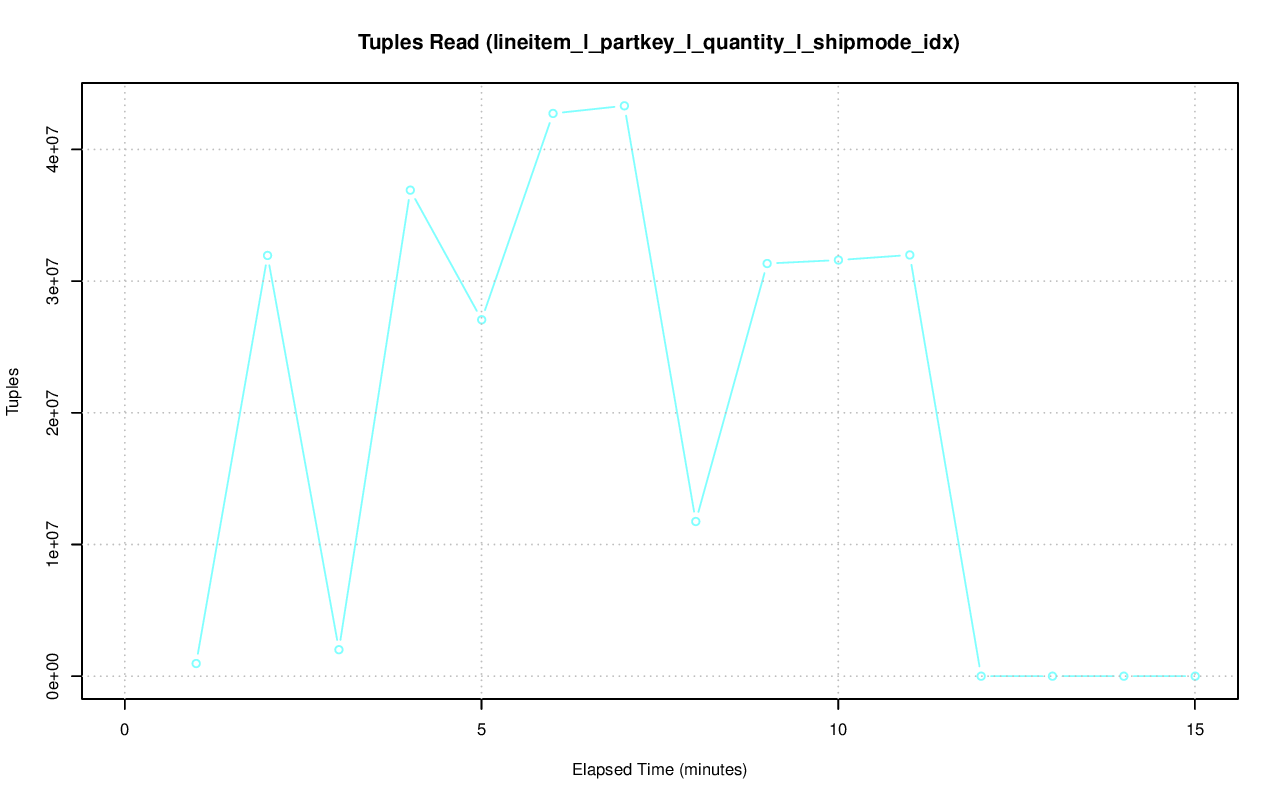 Tuples Read (lineitem_l_partkey_l_quantity_l_shipmode_idx)
4e+07
3e+07
2e+07
1e+07
0e+00
Tuples
0 5 10 15
Elapsed Time (minutes)